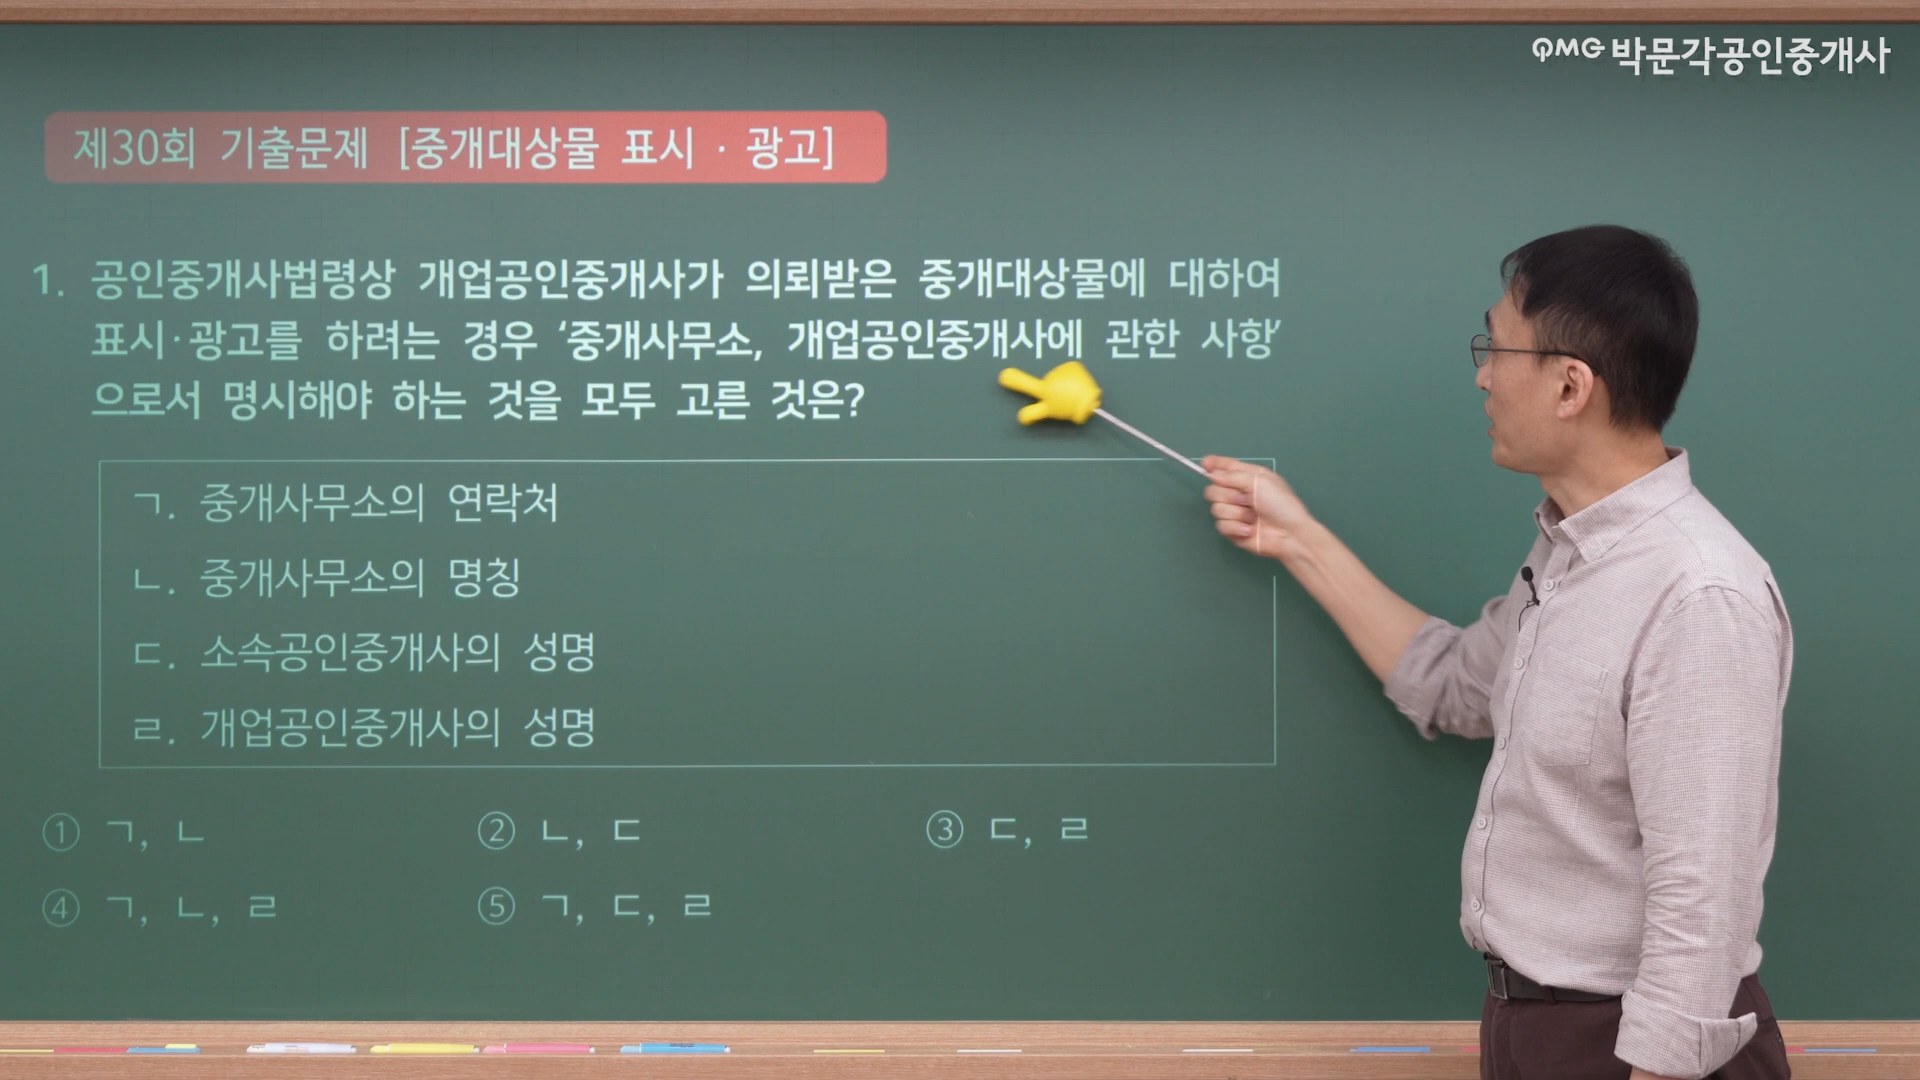 QMG 박문각공인중개사
제30회 기출문제 [중개대상물 표시 · 광고]
1. 공인중개사법령상 개업공인중개사가 의뢰받은 중개대상물에 대하여
표시·광고를 하려는 경우 ‘중개사무소, 개업공인중개사에 관한 사항’
으로서 명시해야 하는 것을 모두 고른 것은?
ㄱ. 중개사무소의 연락처
ㄴ. 중개사무소의 명칭
ㄷ. 소속공인중개사의 성명
ㄹ. 개업공인중개사의 성명
① ㄱ, ㄴ ② ㄴ, ㄷ ③ ㄷ, ㄹ
④ ㄱ, ㄴ, ㄹ ⑤ ㄱ, ㄷ, ㄹ